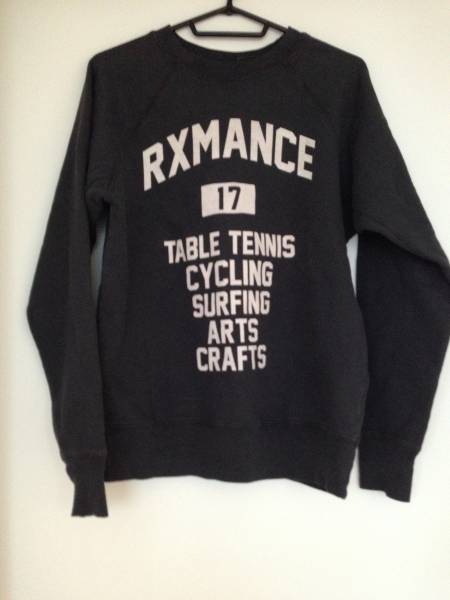 RXMANCE
17
TABLE TENNIS
CYCLING
SURFING
ARTS
CRAFTS